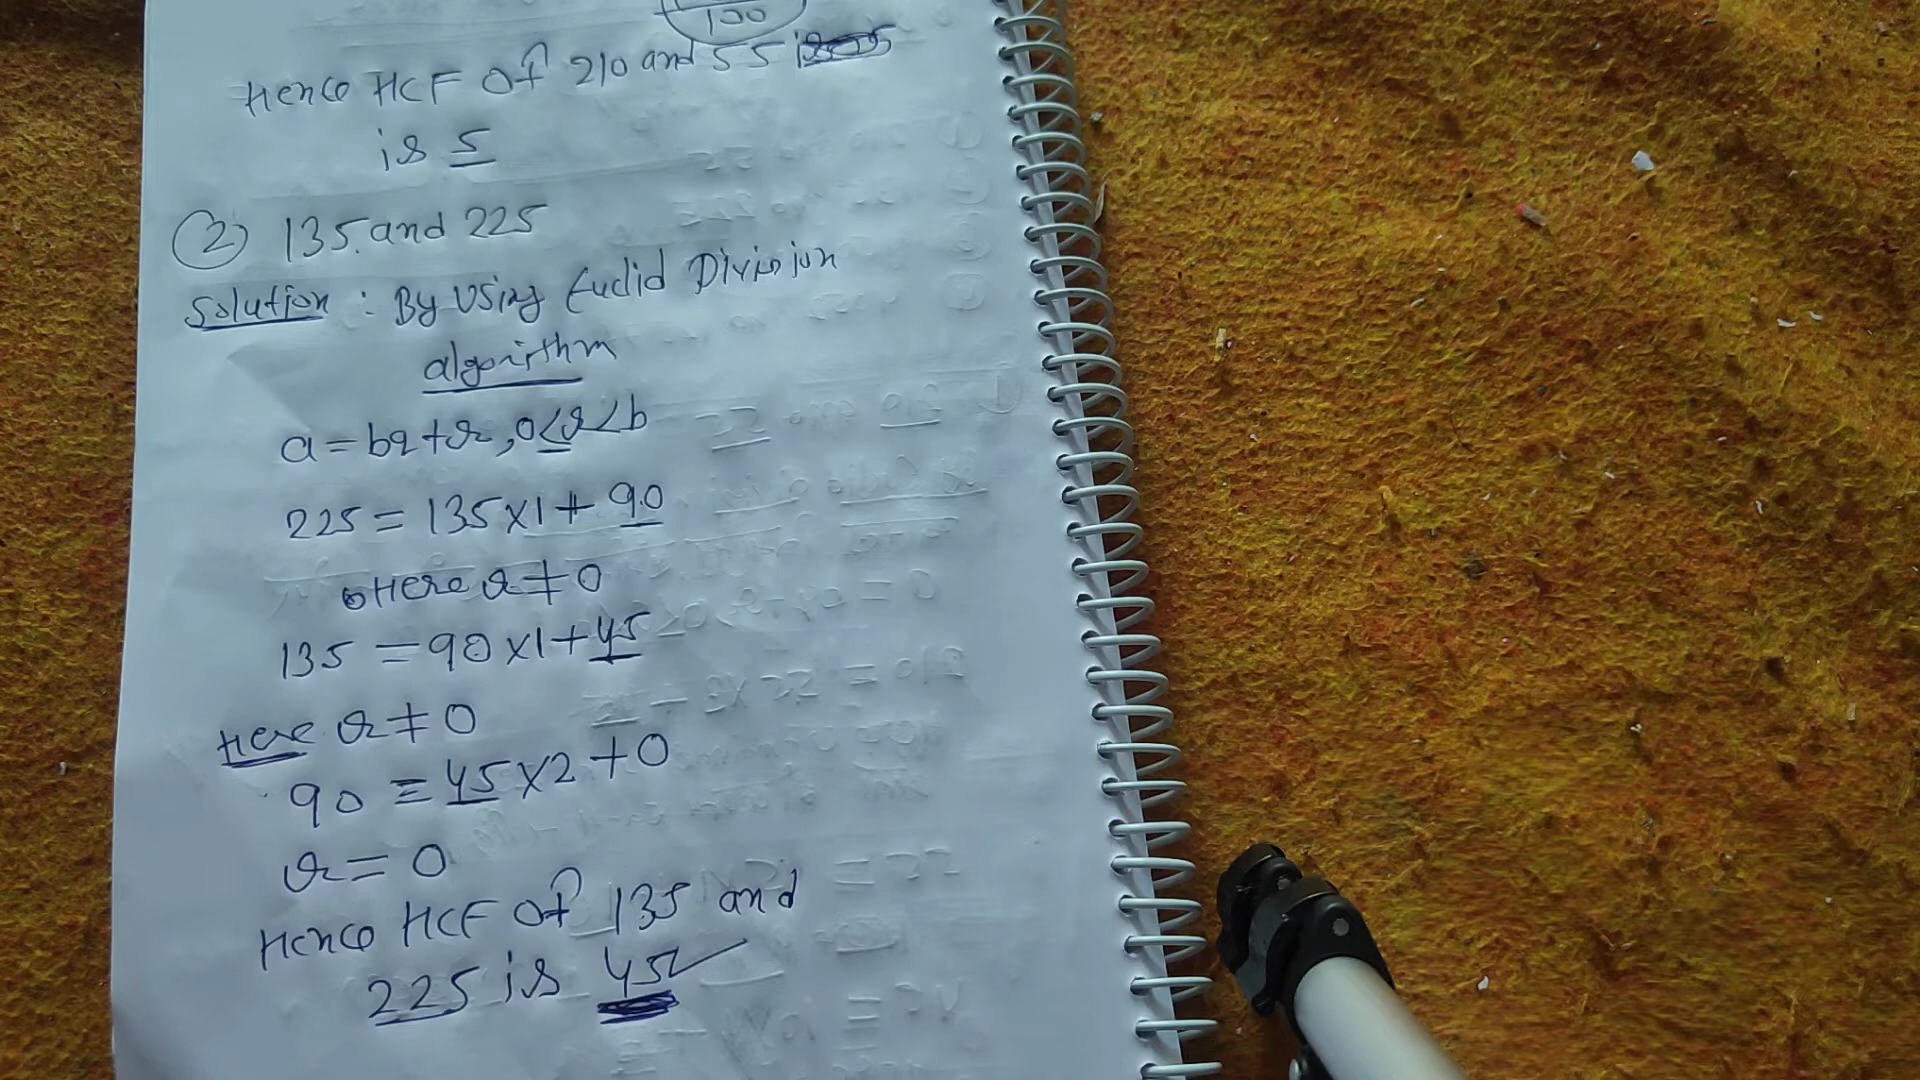 100
Hence HCF Of 210 and 55
is 5
② 135 and 225
Solution : By Using Euclid Division
algorithm
a = bq + r, 0 ≤ r < b
225 = 135 × 1 + 90
Here r ≠ 0
135 = 90 × 1 + 45
Here r ≠ 0
90 = 45 × 2 + 0
r = 0
Hence HCF Of 135 and
225 is 45